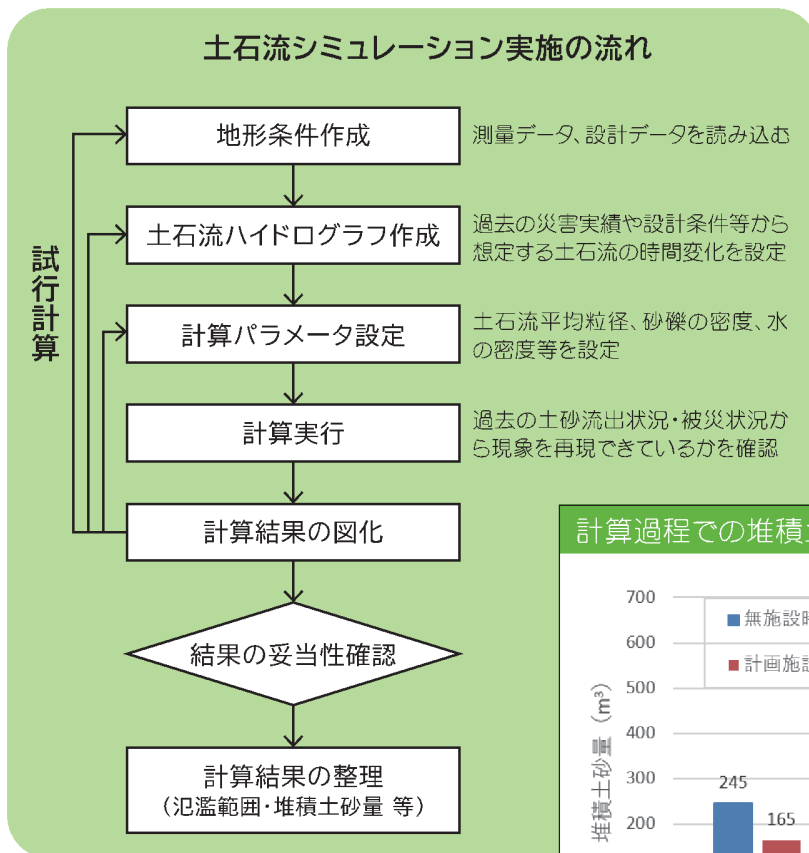 土石流シミュレーション実施の流れ
地形条件作成
測量データ、設計データを読み込む
土石流ハイドログラフ作成
過去の災害実績や設計条件等から
想定する土石流の時間変化を設定
試行計算
計算パラメータ設定
土石流平均粒径、砂礫の密度、水
の密度等を設定
計算実行
過去の土砂流出状況・被災状況か
ら現象を再現できているかを確認
計算結果の図化
結果の妥当性確認
計算結果の整理
（氾濫範囲・堆積土砂量 等）
計算過程での堆積
700
600
500
400
300
200
堆積土砂量（m³）
無施設
計画施設
245
165